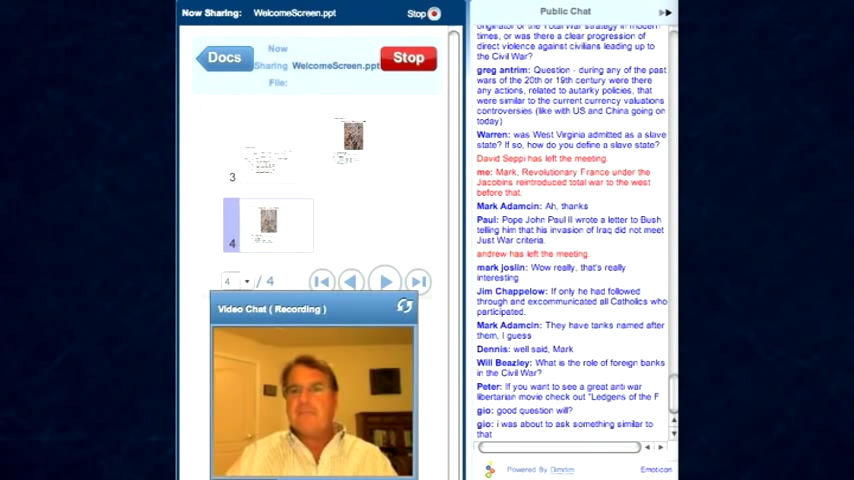 Now Sharing:
WelcomeScreen.ppt
Stop
Docs
Now
Sharing WelcomeScreen.ppt
File:
Stop
3
4
4 / 4
Video Chat ( Recording )
Public Chat
times, or was there a clear progression of
direct violence against civilians leading up to
the Civil War?
greg antrim: Question - during any of the past
wars of the 20th or 19th century were there
any actions, related to autarky policies, that
were similar to the current currency valuations
controversies (like with US and China going on
today)
Warren: was West Virginia admitted as a slave
state? If so, how do you define a slave state?
David Seppi has left the meeting.
me: Mark, Revolutionary France under the
Jacobins reintroduced total war to the west
before that.
Mark Adamcin: Ah, thanks
Paul: Pope John Paul II wrote a letter to Bush
telling him that his invasion of Iraq did not meet
Just War criteria.
andrew has left the meeting.
mark joslin: Wow really, that's really
interesting
Jim Chappelow: If only he had followed
through and excommunicated all Catholics who
participated.
Mark Adamcin: They have tanks named after
them, I guess
Dennis: well said, Mark
Will Beazley: What is the role of foreign banks
in the Civil War?
Peter: If you want to see a great anti war
libertarian movie check out "Ledgens of the F
gio: good question will?
gio: i was about to ask something similar to
that
Powered By Dimdim
Emoticon